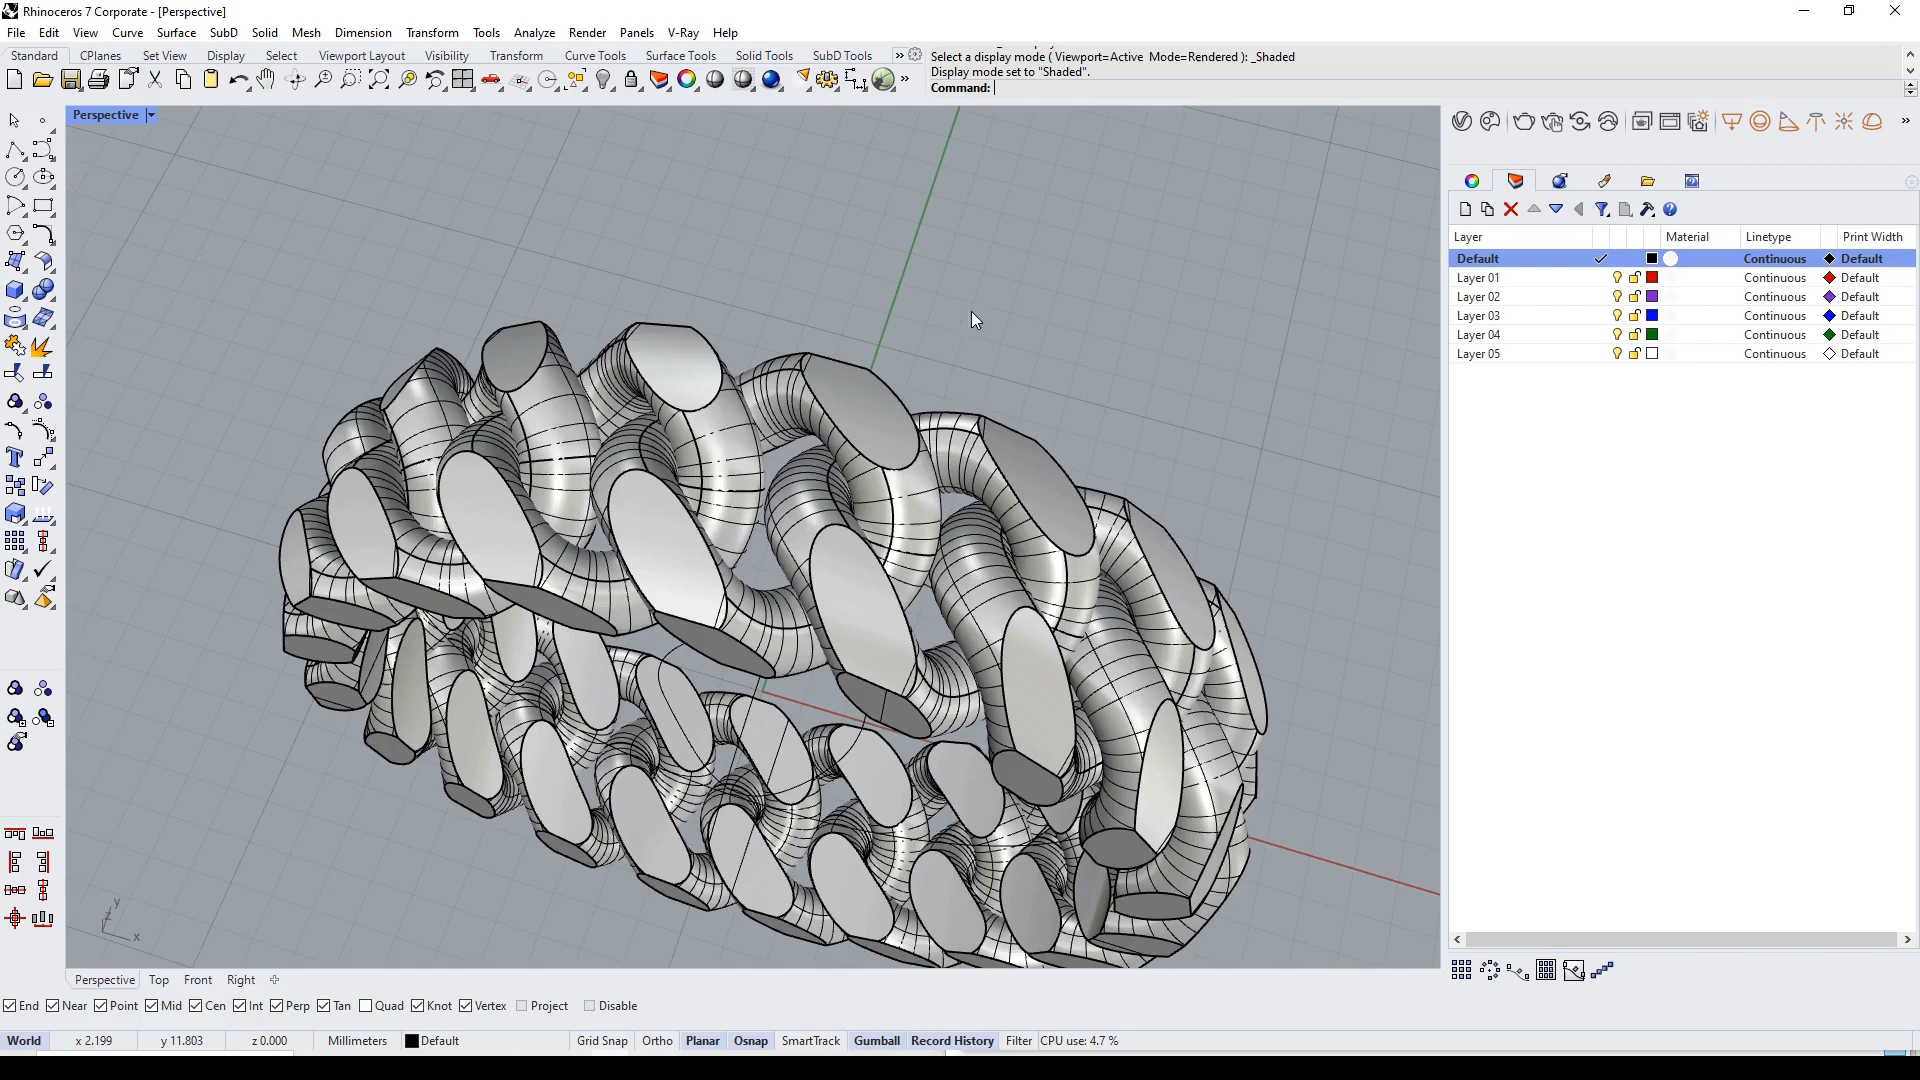 Rhinoceros 7 Corporate - [Perspective]
File Edit View Curve Surface SubD Solid Mesh Dimension Transform Tools Analyze Render Panels V-Ray Help
Standard CPlanes Set View Display Select Viewport Layout Visibility Transform Curve Tools Surface Tools Solid Tools SubD Tools »
Select a display mode ( Viewport=Active Mode=Rendered ): _Shaded
Display mode set to "Shaded".
Command:
Perspective
Layer Material Linetype Print Width
Default Continuous Default
Layer 01 Continuous Default
Layer 02 Continuous Default
Layer 03 Continuous Default
Layer 04 Continuous Default
Layer 05 Continuous Default
y
z
x
Perspective Top Front Right
End Near Point Mid Cen Int Perp Tan Quad Knot Vertex Project Disable
World x 2.199 y 11.803 z 0.000 Millimeters Default Grid Snap Ortho Planar Osnap SmartTrack Gumball Record History Filter CPU use: 4.7 %